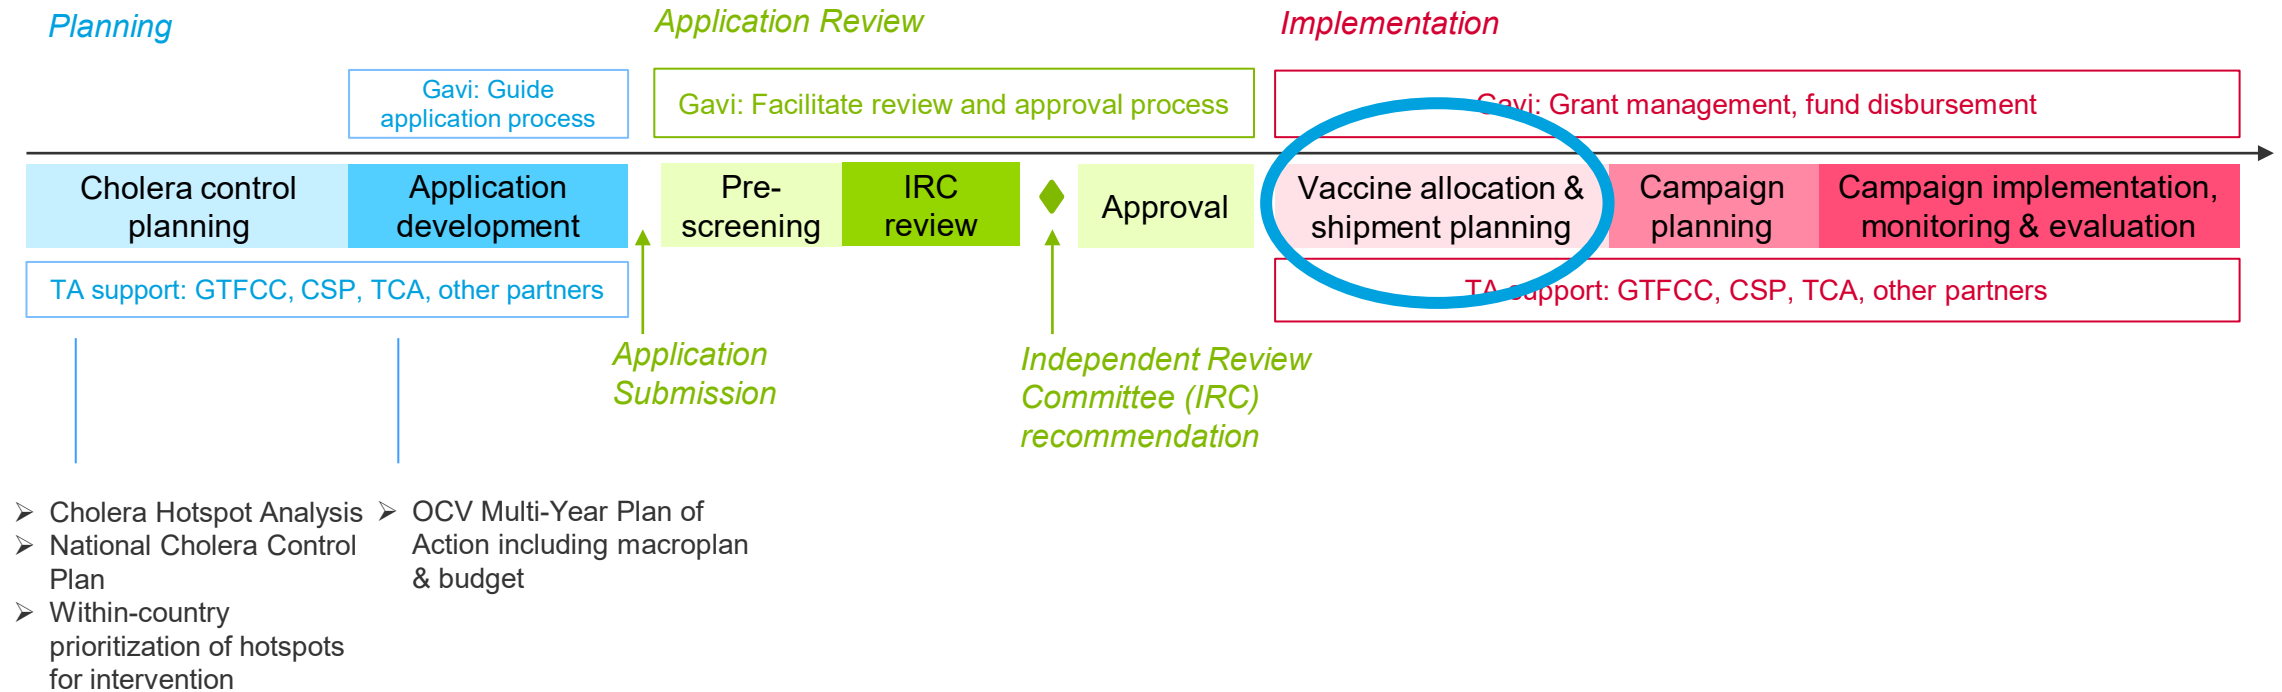 Planning
Application Review
Implementation
Gavi: Guide
application process
Gavi: Facilitate review and approval process
Gavi: Grant management, fund disbursement
Cholera control
planning
Application
development
Pre-
screening
IRC
review
Approval
Vaccine allocation &
shipment planning
Campaign
planning
Campaign implementation,
monitoring & evaluation
TA support: GTFCC, CSP, TCA, other partners
TA support: GTFCC, CSP, TCA, other partners
Application
Submission
Independent Review
Committee (IRC)
recommendation
➢ Cholera Hotspot Analysis
➢ National Cholera Control
Plan
➢ Within-country
prioritization of hotspots
for intervention
➢ OCV Multi-Year Plan of
Action including macroplan
& budget